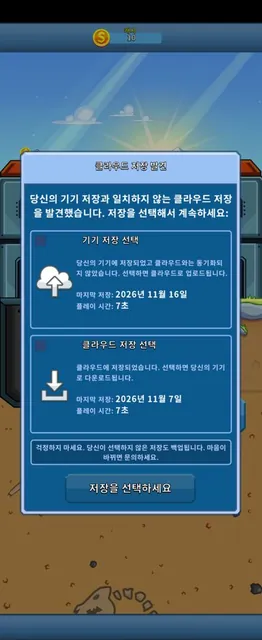 10
클라우드 저장 발견
당신의 기기 저장과 일치하지 않는 클라우드 저장
을 발견했습니다. 저장을 선택해서 계속하세요:
기기 저장 선택
당신의 기기에 저장되었고 클라우드와는 동기화되
지 않았습니다. 선택하면 클라우드로 업로드됩니다.
마지막 저장: 2026년 11월 16일
플레이 시간: 7초
클라우드 저장 선택
클라우드에 저장되었습니다. 선택하면 당신의 기기
로 다운로드됩니다.
마지막 저장: 2026년 11월 7일
플레이 시간: 7초
걱정하지 마세요. 당신이 선택하지 않은 저장도 백업됩니다. 마음이
바뀌면 문의하세요.
저장을 선택하세요